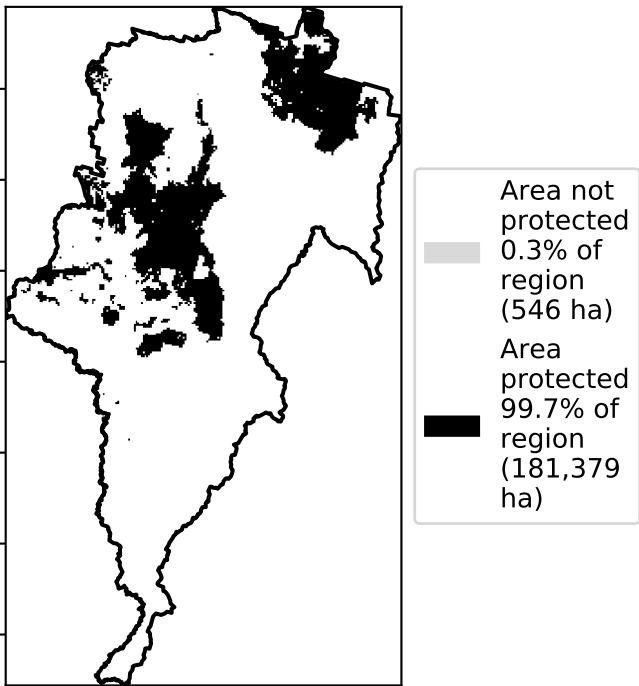 Area not
protected
0.3% of
region
(546 ha)
Area
protected
99.7% of
region
(181,379
ha)